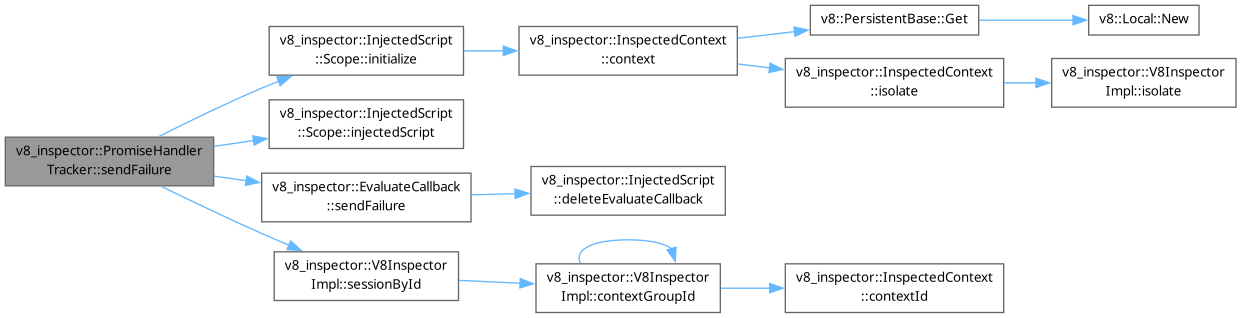 v8_inspector::PromiseHandler
Tracker::sendFailure
v8_inspector::InjectedScript
::Scope::initialize
v8_inspector::InspectedContext
::context
v8::PersistentBase::Get
v8::Local::New
v8_inspector::InspectedContext
::isolate
v8_inspector::V8Inspector
Impl::isolate
v8_inspector::InjectedScript
::Scope::injectedScript
v8_inspector::EvaluateCallback
::sendFailure
v8_inspector::InjectedScript
::deleteEvaluateCallback
v8_inspector::V8Inspector
Impl::sessionById
v8_inspector::V8Inspector
Impl::contextGroupId
v8_inspector::InspectedContext
::contextId